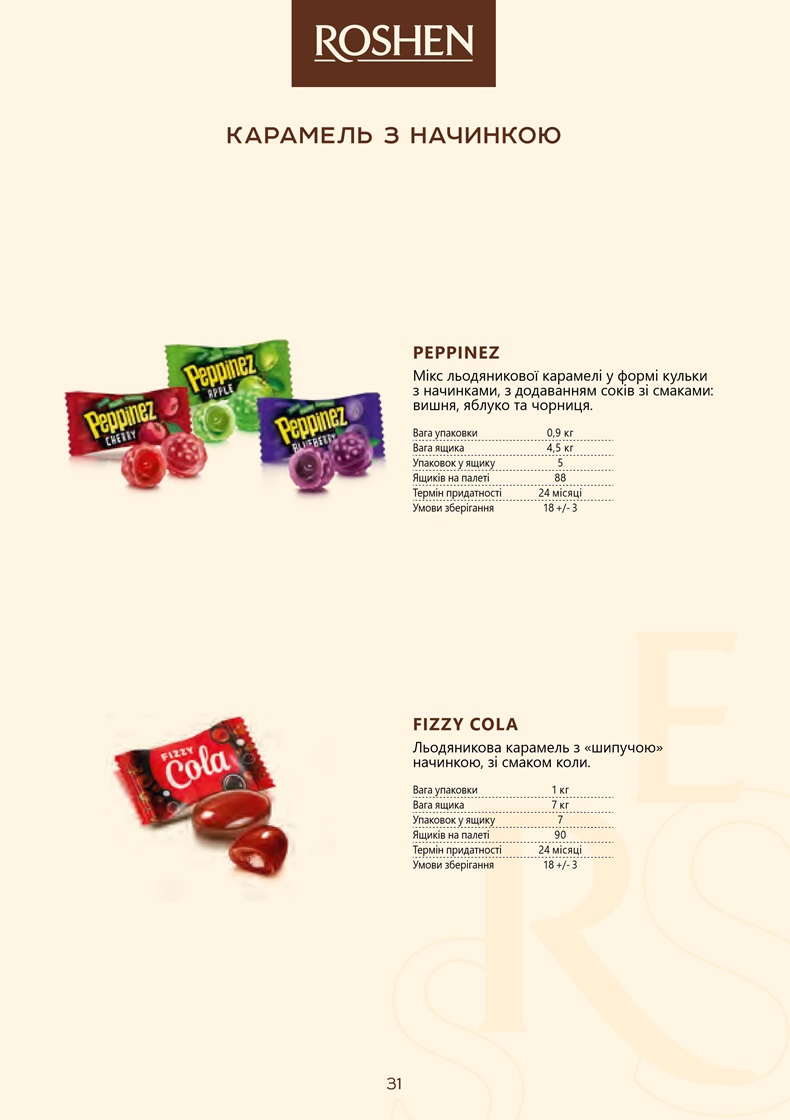 ROSHEN
КАРАМЕЛЬ З НАЧИНКОЮ
Peppinez
APPLE
Peppinez
CHERRY
Peppinez
BLUEBERRY
PEPPINEZ
Мікс льодяникової карамелі у формі кульки
з начинками, з додаванням соків зі смаками:
вишня, яблуко та чорниця.
Вага упаковки 0,9 кг
Вага ящика 4,5 кг
Упаковок у ящику 5
Ящиків на палеті 88
Термін придатності 24 місяці
Умови зберігання 18 +/- 3
FIZZY
Cola
FIZZY COLA
Льодяникова карамель з «шипучою»
начинкою, зі смаком коли.
Вага упаковки 1 кг
Вага ящика 7 кг
Упаковок у ящику 7
Ящиків на палеті 90
Термін придатності 24 місяці
Умови зберігання 18 +/- 3
E
R
S
S
31